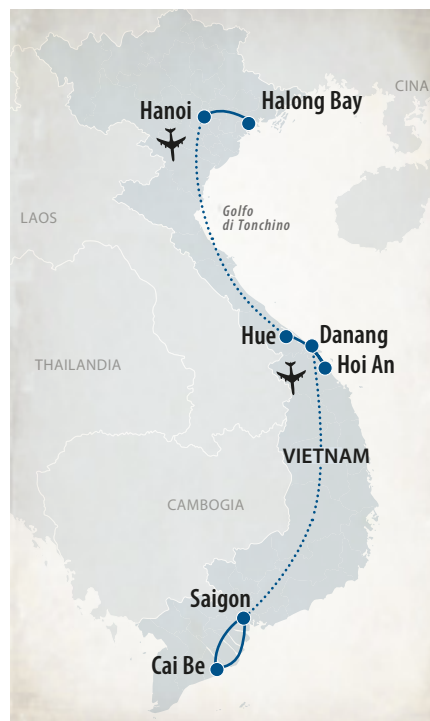 CINA
Halong Bay
Hanoi
LAOS
Golfo
di Tonchino
Hue
Danang
Hoi An
THAILANDIA
VIETNAM
CAMBOGIA
Saigon
Cai Be